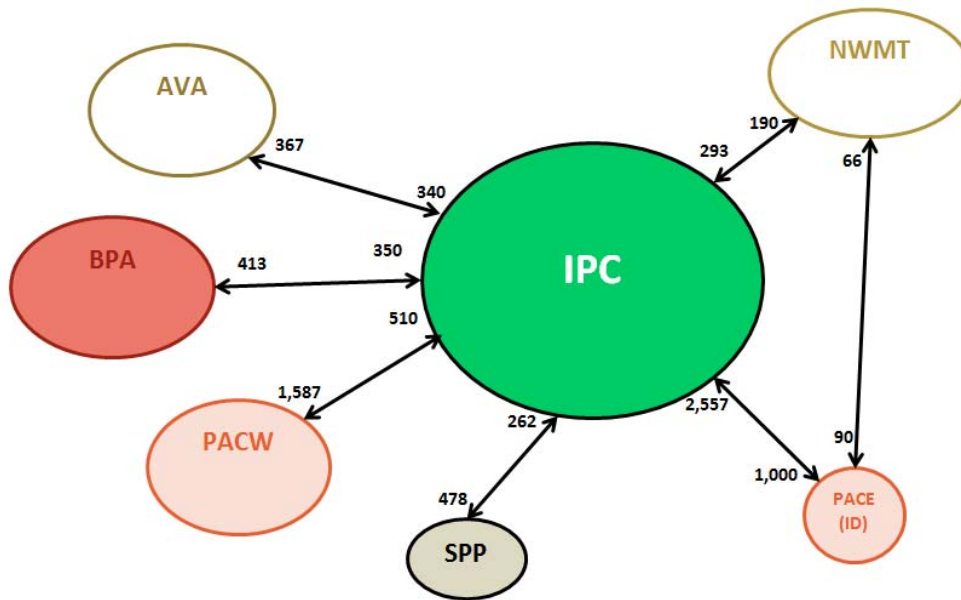 NWMT
AVA
190
367
293
66
340
BPA
350
IPC
413
510
1,587
2,557
262
PACW
90
1,000
478
PACE
(ID)
SPP